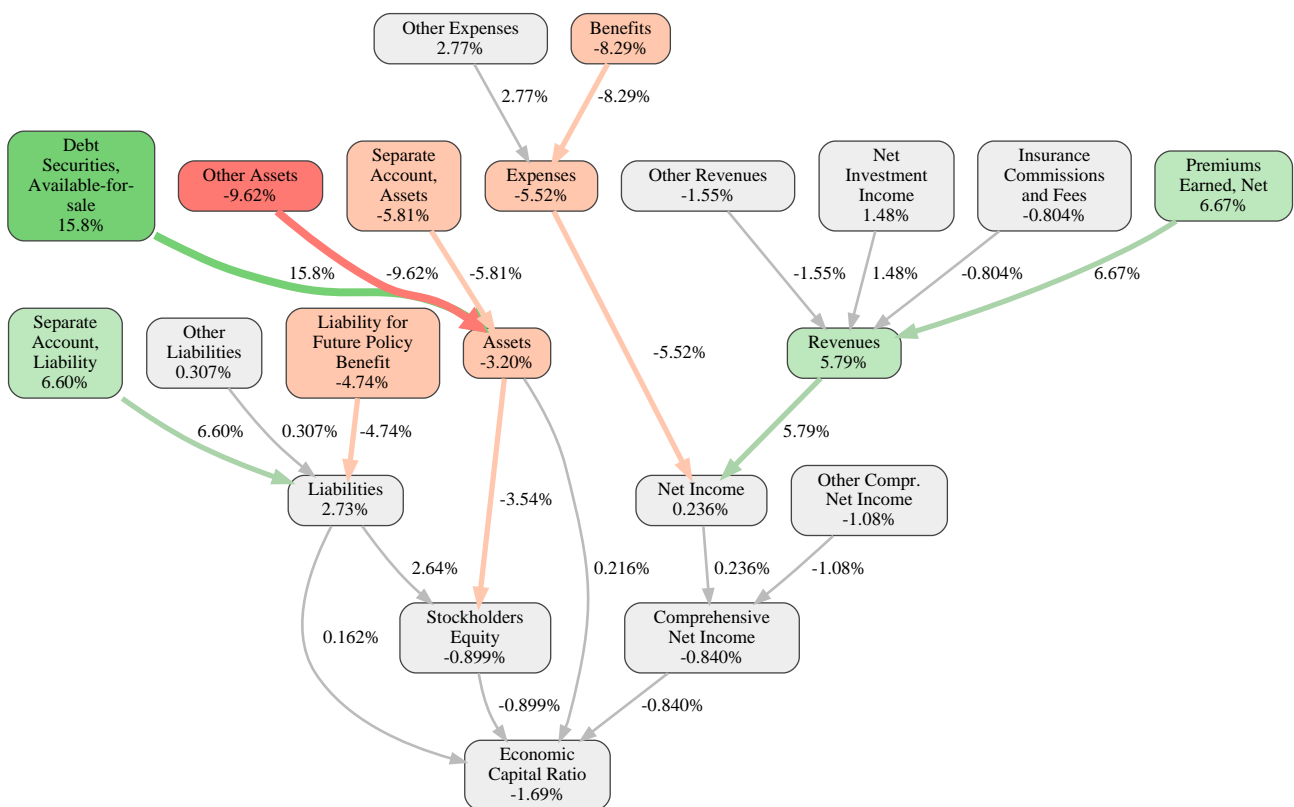 Other Expenses
2.77%
Benefits
-8.29%
2.77%
-8.29%
Debt
Securities,
Available-for-
sale
15.8%
Other Assets
-9.62%
Separate
Account,
Assets
-5.81%
Expenses
-5.52%
Other Revenues
-1.55%
Net
Investment
Income
1.48%
Insurance
Commissions
and Fees
-0.804%
Premiums
Earned, Net
6.67%
15.8%
-9.62%
-5.81%
-1.55%
1.48%
-0.804%
6.67%
Separate
Account,
Liability
6.60%
Other
Liabilities
0.307%
Liability for
Future Policy
Benefit
-4.74%
Assets
-3.20%
-5.52%
Revenues
5.79%
6.60%
0.307%
-4.74%
5.79%
Liabilities
2.73%
-3.54%
Net Income
0.236%
Other Compr.
Net Income
-1.08%
2.64%
0.216%
0.236%
-1.08%
0.162%
Stockholders
Equity
-0.899%
Comprehensive
Net Income
-0.840%
-0.899%
-0.840%
Economic
Capital Ratio
-1.69%